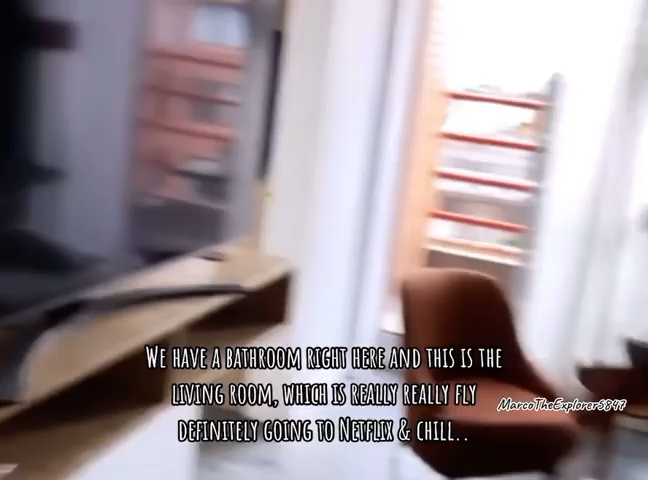 We have a bathroom right here and this is the
living room, which is really really fly
definitely going to Netflix & chill..
MarcoTheExplorer5847